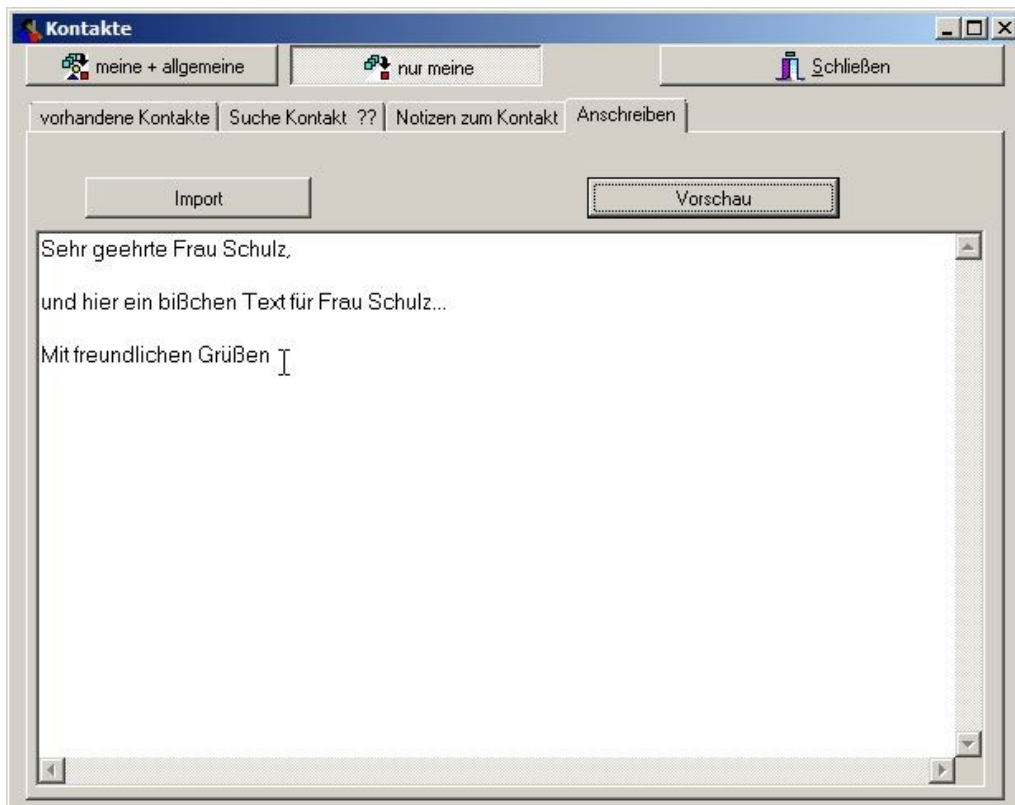 Kontakte
meine + allgemeine
nur meine
Schließen
vorhandene Kontakte
Suche Kontakt ??
Notizen zum Kontakt
Anschreiben
Import
Vorschau
Sehr geehrte Frau Schulz,
und hier ein bißchen Text für Frau Schulz...
Mit freundlichen Grüßen